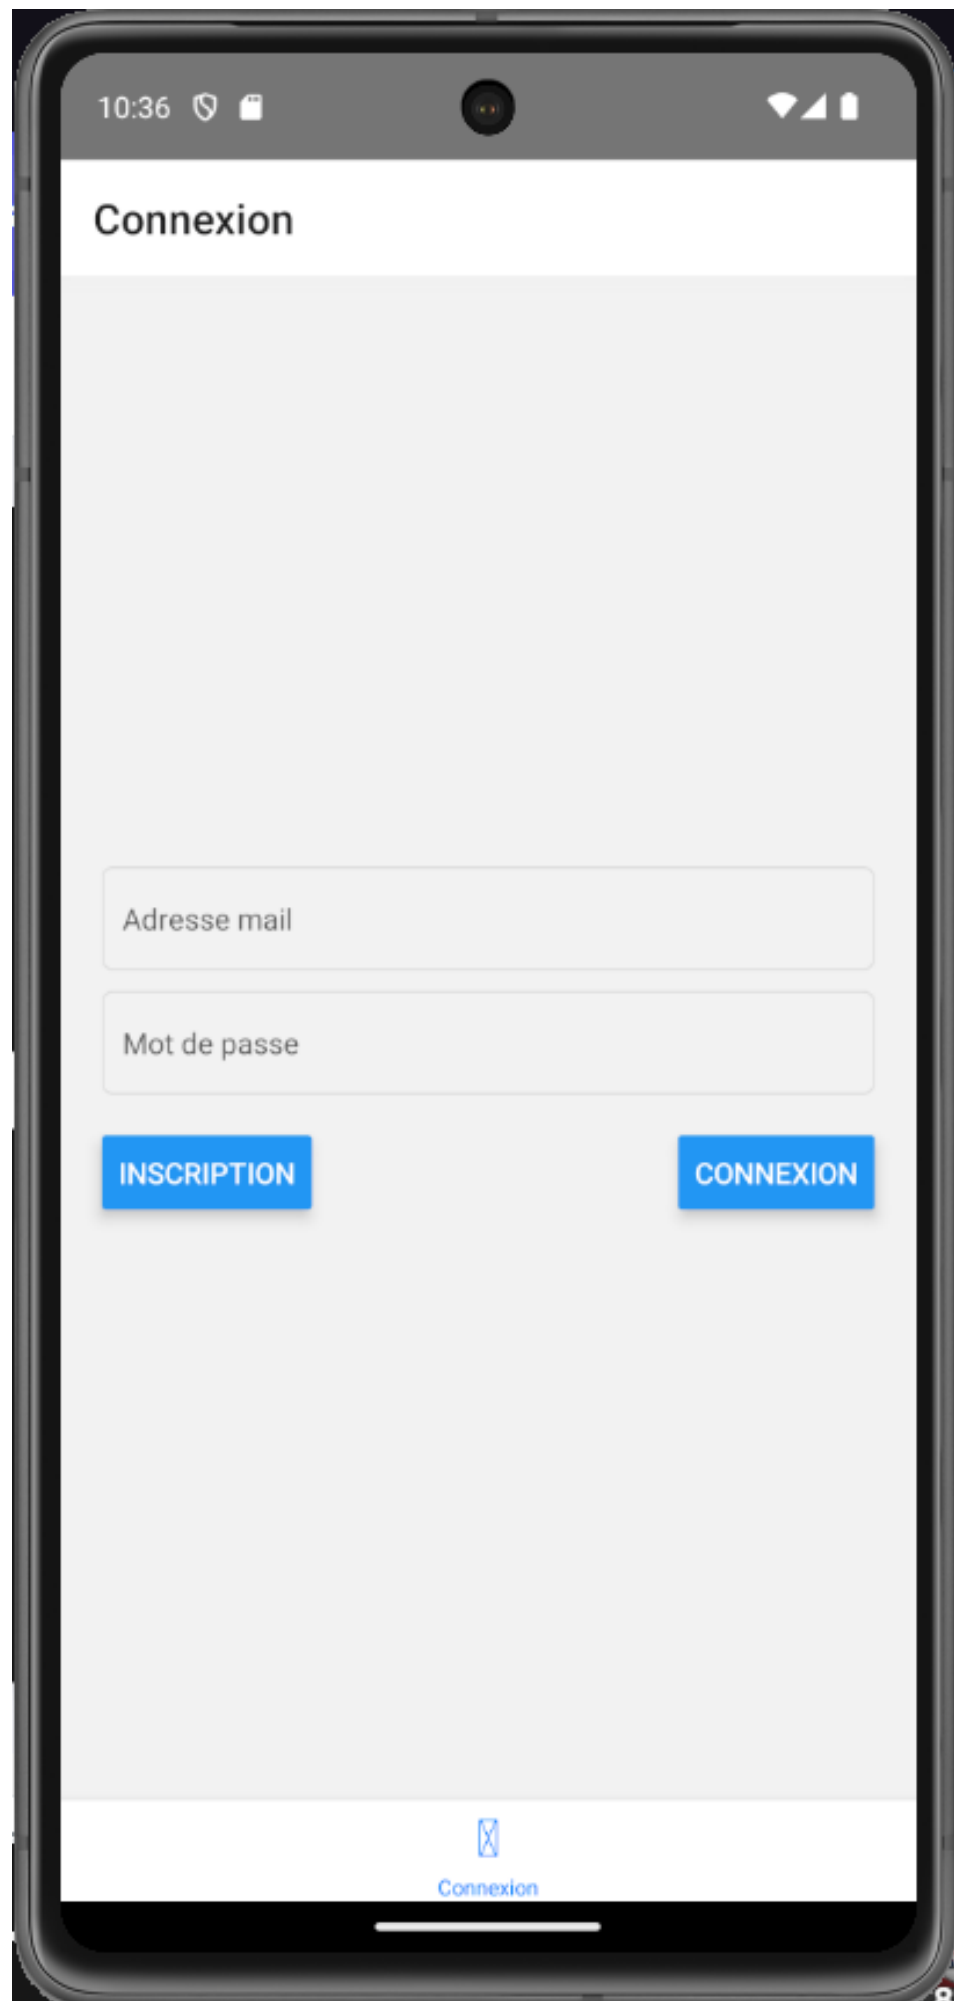 10:36
Connexion
Adresse mail
Mot de passe
INSCRIPTION
CONNEXION
Connexion